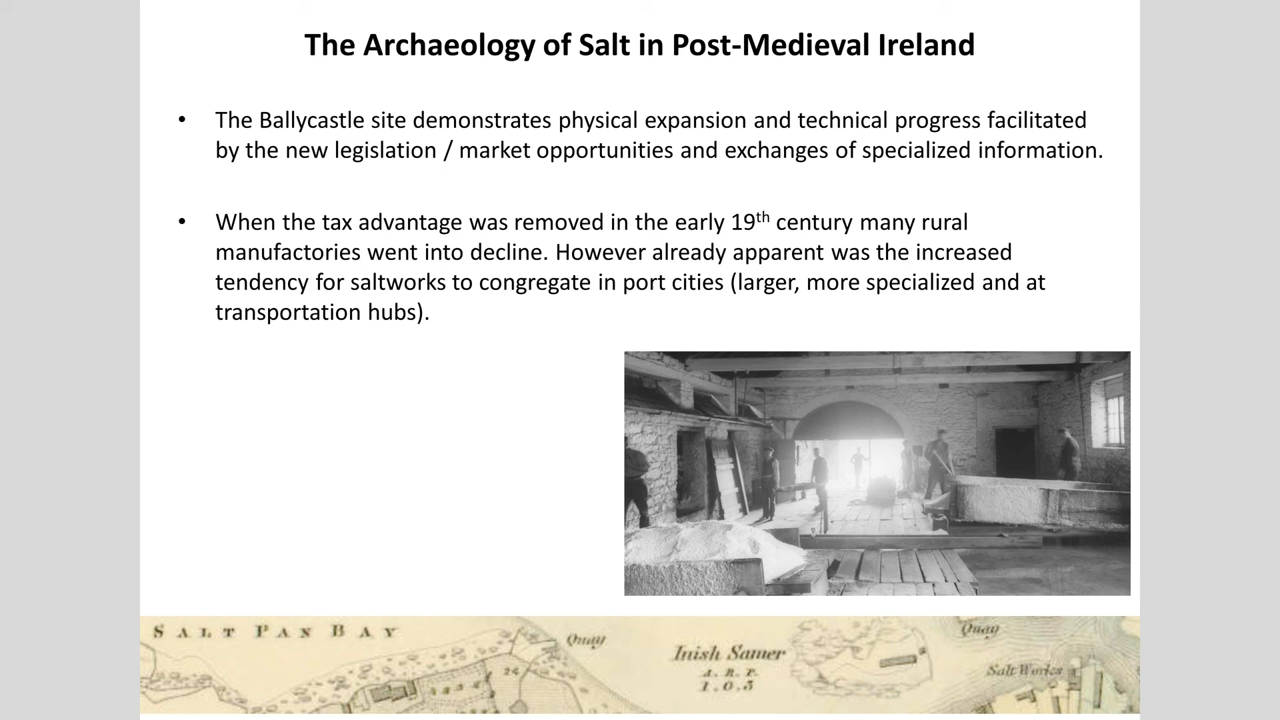 The Archaeology of Salt in Post-Medieval Ireland
• The Ballycastle site demonstrates physical expansion and technical progress facilitated
by the new legislation / market opportunities and exchanges of specialized information.
• When the tax advantage was removed in the early 19th century many rural
manufactories went into decline. However already apparent was the increased
tendency for saltworks to congregate in port cities (larger, more specialized and at
transportation hubs).
SALT PAN BAY
Quay
Inish Samer
A. R. P.
1.0.3
Quay
Salt Works